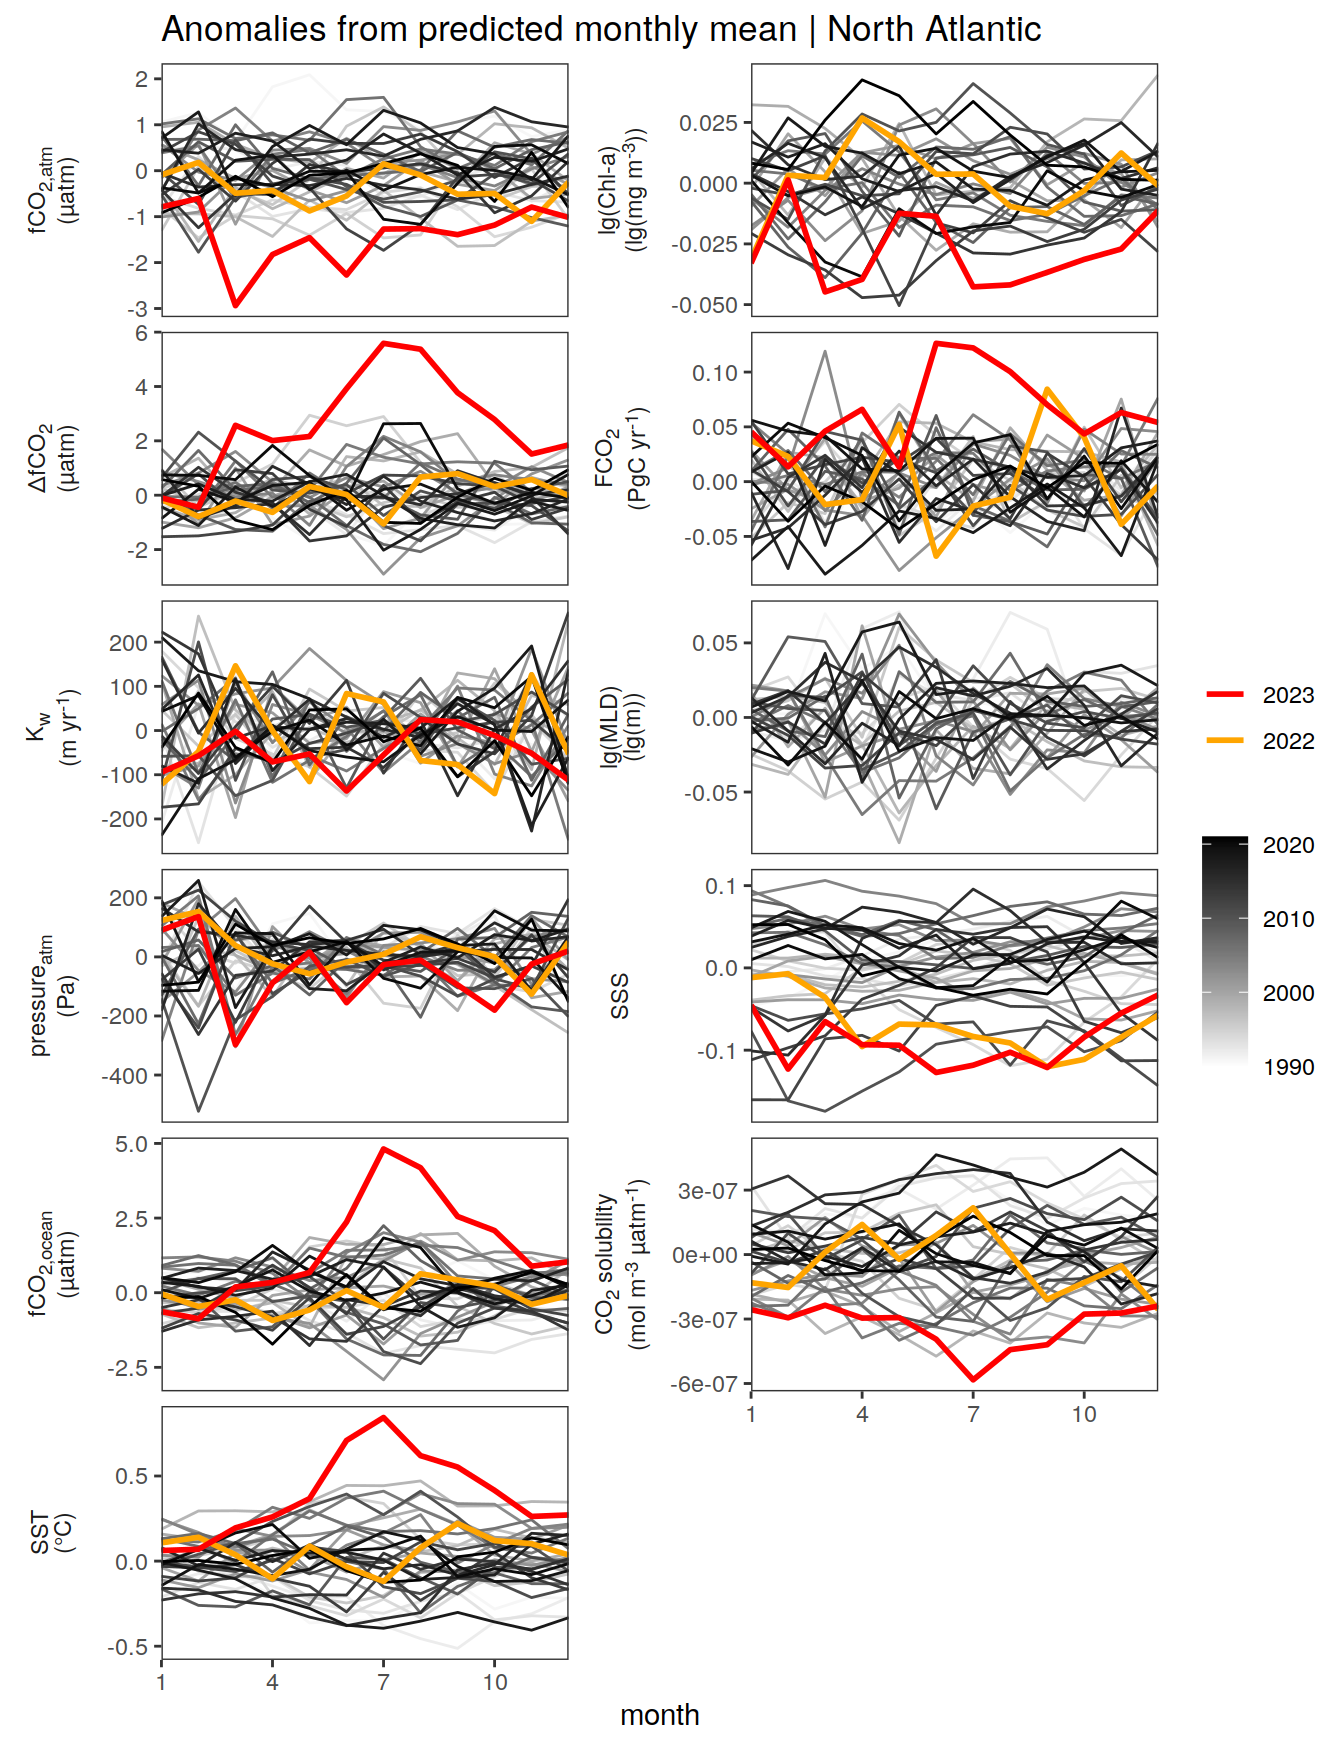 Anomalies from predicted monthly mean | North Atlantic
fCO2,atm
(µatm)
2
1
0
-1
-2
-3
lg(Chl-a)
(lg(mg m-3))
0.025
0.000
-0.025
-0.050
ΔfCO2
(µatm)
6
4
2
0
-2
FCO2
(PgC yr-1)
0.10
0.05
0.00
-0.05
Kw
(m yr-1)
200
100
0
-100
-200
lg(MLD)
(lg(m))
0.05
0.00
-0.05
pressureatm
(Pa)
200
0
-200
-400
SSS
0.1
0.0
-0.1
fCO2,ocean
(µatm)
5.0
2.5
0.0
-2.5
CO2 solubility
(mol m-3 µatm-1)
3e-07
0e+00
-3e-07
-6e-07
1 4 7 10
SST
(°C)
0.5
0.0
-0.5
1 4 7 10
month
2023
2022
2020
2010
2000
1990